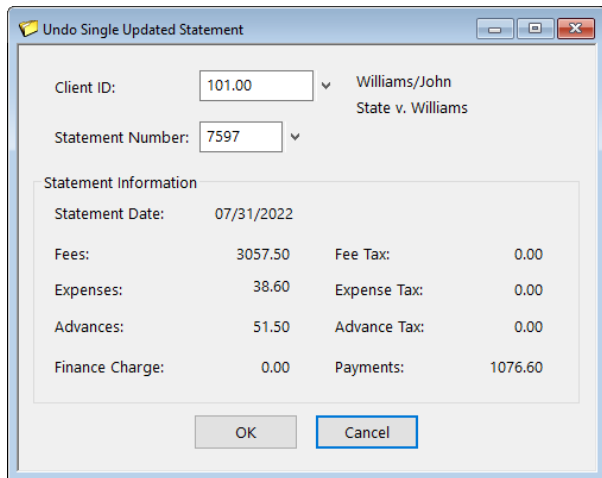 Undo Single Updated Statement
Client ID: 101.00 Williams/John
State v. Williams
Statement Number: 7597
Statement Information
Statement Date: 07/31/2022
Fees: 3057.50 Fee Tax: 0.00
Expenses: 38.60 Expense Tax: 0.00
Advances: 51.50 Advance Tax: 0.00
Finance Charge: 0.00 Payments: 1076.60
OK Cancel